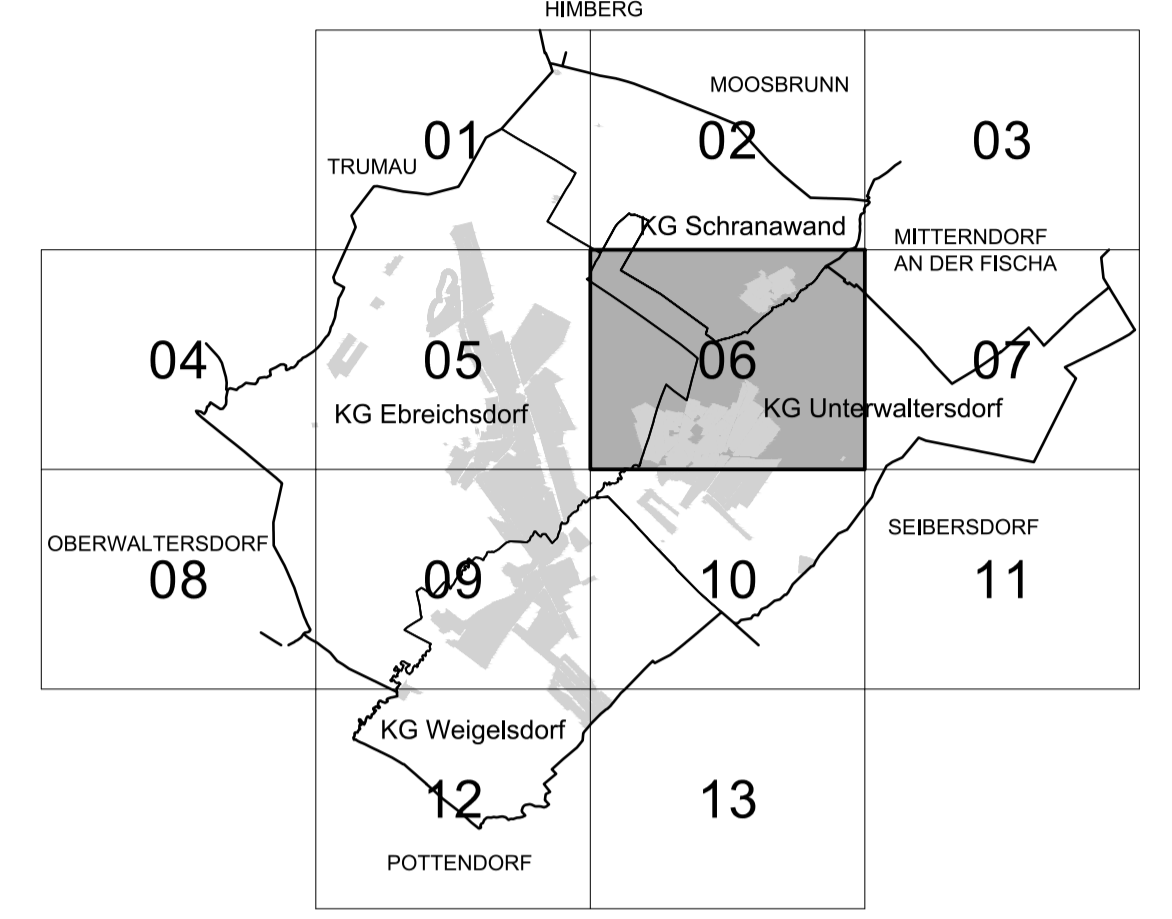 HIMBERG
MOOSBRUNN
01
02
03
TRUMAU
KG Schranawand
MITTERNDORF
AN DER FISCHA
04
05
06
07
KG Ebreichsdorf
KG Unterwaltersdorf
OBERWALTERSDORF
SEIBERSDORF
08
09
10
11
KG Weigelsdorf
12
13
POTTENDORF